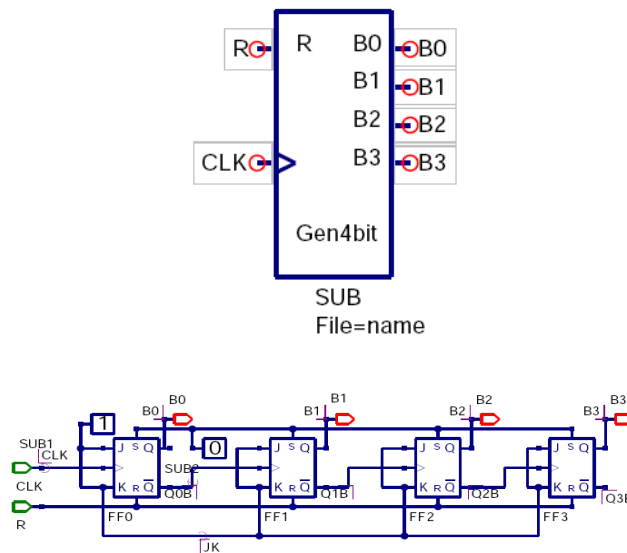 R R B0 B0
B1 B1
B2 B2
CLK B3 B3
Gen4bit
SUB
File=name
B0 B1 B2 B3
1 B0 B1 B2 B3
SUB1 J S Q 0 J S Q J S Q J S Q
CLK SUB2
CLK K R Q Q0B K R Q Q1B K R Q Q2B K R Q Q3B
R FF0 FF1 FF2 FF3
JK